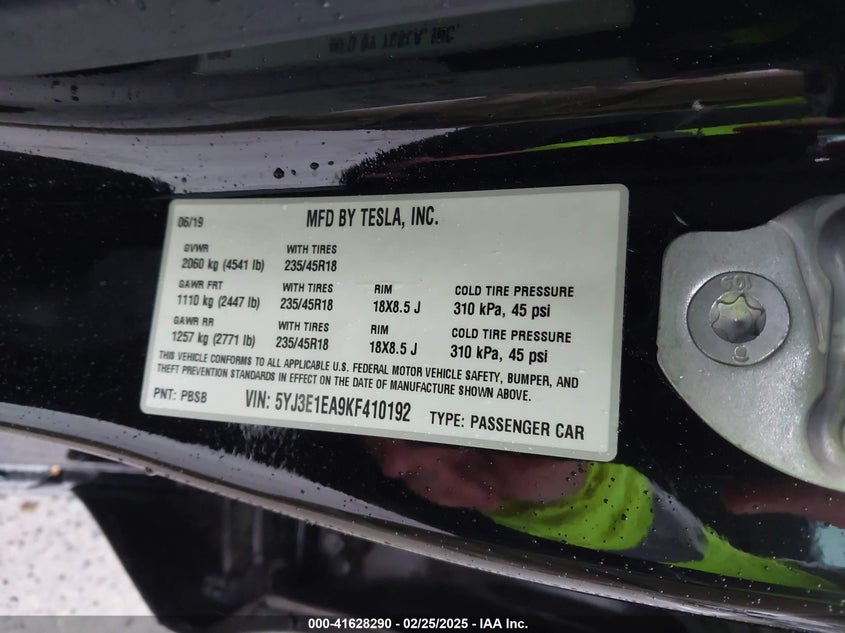 06/19 MFD BY TESLA, INC.
GVWR WITH TIRES
2060 kg (4541 lb) 235/45R18
GAWR FRT WITH TIRES RIM COLD TIRE PRESSURE
1110 kg (2447 lb) 235/45R18 18X8.5 J 310 kPa, 45 psi
GAWR RR WITH TIRES RIM COLD TIRE PRESSURE
1257 kg (2771 lb) 235/45R18 18X8.5 J 310 kPa, 45 psi
THIS VEHICLE CONFORMS TO ALL APPLICABLE U.S. FEDERAL MOTOR VEHICLE SAFETY, BUMPER, AND
THEFT PREVENTION STANDARDS IN EFFECT ON THE DATE OF MANUFACTURE SHOWN ABOVE.
PNT: PBSB VIN: 5YJ3E1EA9KF410192 TYPE: PASSENGER CAR
000-41628290 - 02/25/2025 - IAA Inc.